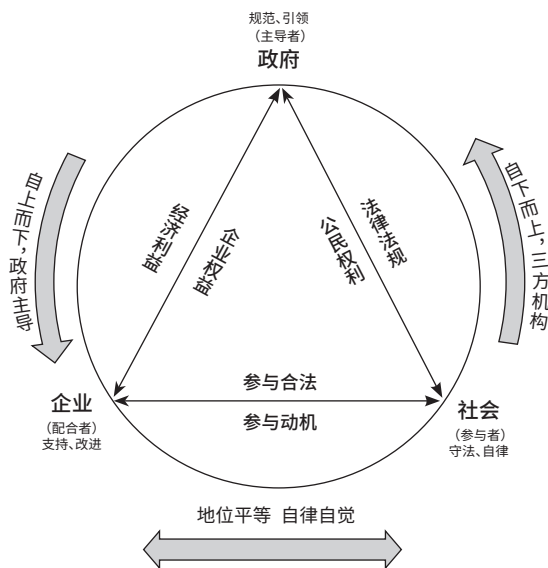 规范、引领
（主导者）
政府
自上而下，政府主导
经济利益
企业权益
公民权利
法律法规
自下而上，三方机构
企业
（配合者）
支持、改进
参与合法
参与动机
社会
（参与者）
守法、自律
地位平等 自律自觉